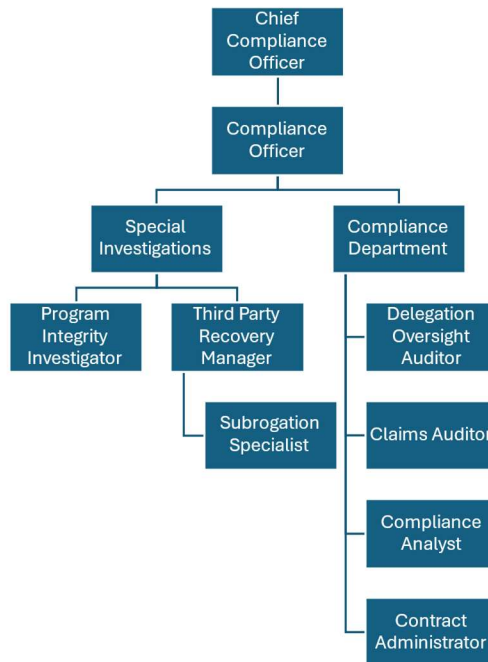 Chief
Compliance
Officer
Compliance
Officer
Special
Investigations
Compliance
Department
Program
Integrity
Investigator
Third Party
Recovery
Manager
Delegation
Oversight
Auditor
Subrogation
Specialist
Claims Auditor
Compliance
Analyst
Contract
Administrator